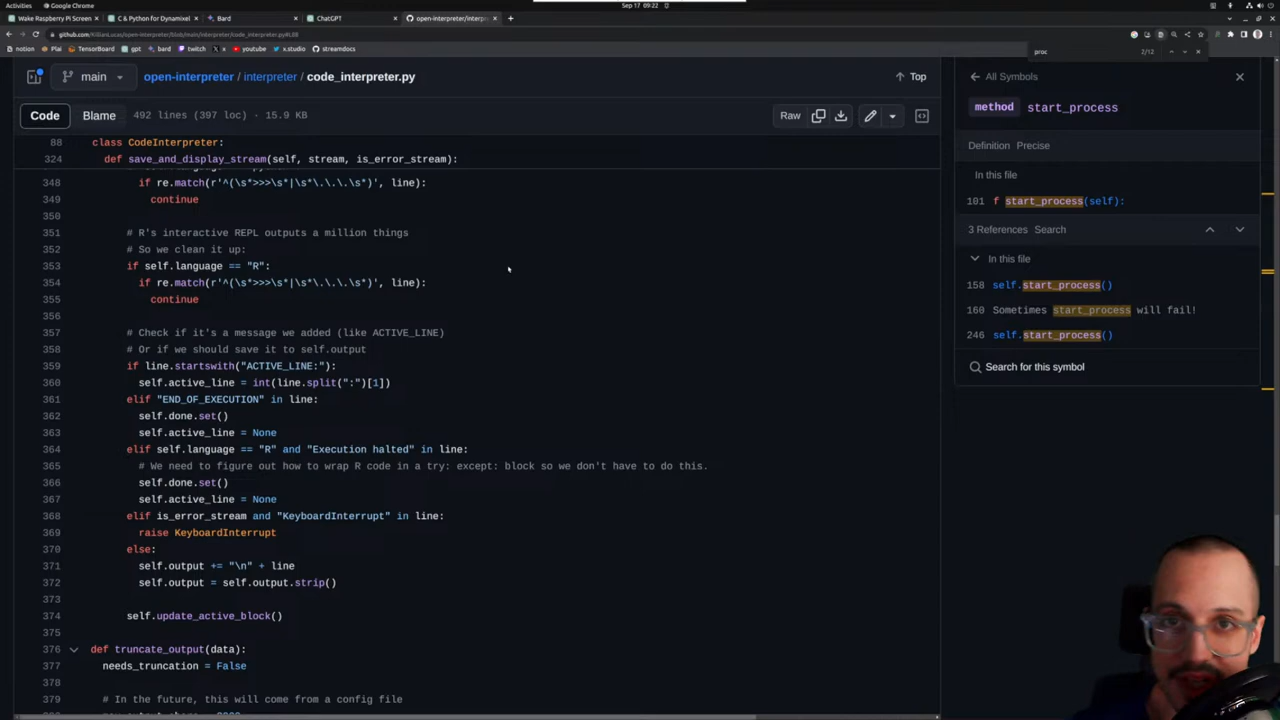 Activities
Google Chrome
Sep 17 09:22
Wake Raspberry Pi Screen
C & Python for Dynamixel
Bard
ChatGPT
open-interpreter/interpr
github.com/KillianLucas/open-interpreter/blob/main/interpreter/code_interpreter.py#L88
notion
Plai
TensorBoard
gpt
bard
twitch
x.studio
youtube
streamdocs
proc
2/12
main
open-interpreter / interpreter / code_interpreter.py
Top
Code
Blame
492 lines (397 loc) · 15.9 KB
Raw
88 class CodeInterpreter:
324 def save_and_display_stream(self, stream, is_error_stream):
348 if re.match(r'^(\s*>>>\s*|\s*\.\.\.\s*)', line):
349 continue
350
351 # R's interactive REPL outputs a million things
352 # So we clean it up:
353 if self.language == "R":
354 if re.match(r'^(\s*>>>\s*|\s*\.\.\.\s*)', line):
355 continue
356
357 # Check if it's a message we added (like ACTIVE_LINE)
358 # Or if we should save it to self.output
359 if line.startswith("ACTIVE_LINE:"):
360 self.active_line = int(line.split(":")[1])
361 elif "END_OF_EXECUTION" in line:
362 self.done.set()
363 self.active_line = None
364 elif self.language == "R" and "Execution halted" in line:
365 # We need to figure out how to wrap R code in a try: except: block so we don't have to do this.
366 self.done.set()
367 self.active_line = None
368 elif is_error_stream and "KeyboardInterrupt" in line:
369 raise KeyboardInterrupt
370 else:
371 self.output += "\n" + line
372 self.output = self.output.strip()
373
374 self.update_active_block()
375
376 def truncate_output(data):
377 needs_truncation = False
378
379 # In the future, this will come from a config file
All Symbols
method start_process
Definition Precise
In this file
101 f start_process(self):
3 References Search
In this file
158 self.start_process()
160 Sometimes start_process will fail!
246 self.start_process()
Search for this symbol